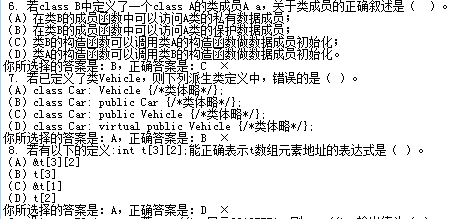 6. 若class B中定义了一个class A的类成员A a，关于类成员的正确叙述是（ ）。
(A) 在类B的成员函数中可以访问A类的私有数据成员；
(B) 在类B的成员函数中可以访问A类的保护数据成员；
(C) 类B的构造函数可以调用类A的构造函数做数据成员初始化；
(D) 类A的构造函数可以调用类B的构造函数做数据成员初始化。
你所选择的答案是：B，正确答案是：C ×
7. 若已定义了类Vehicle，则下列派生类定义中，错误的是（ ）。
(A) class Car: Vehicle {/*类体略*/};
(B) class Car: public Car {/*类体略*/};
(C) class Car: public Vehicle {/*类体略*/};
(D) class Car: virtual public Vehicle {/*类体略*/};
你所选择的答案是：A，正确答案是：B ×
8. 若有以下的定义:int t[3][2];能正确表示t数组元素地址的表达式是（ ）。
(A) &t[3][2]
(B) t[3]
(C) &t[1]
(D) t[2]
你所选择的答案是：A，正确答案是：D ×